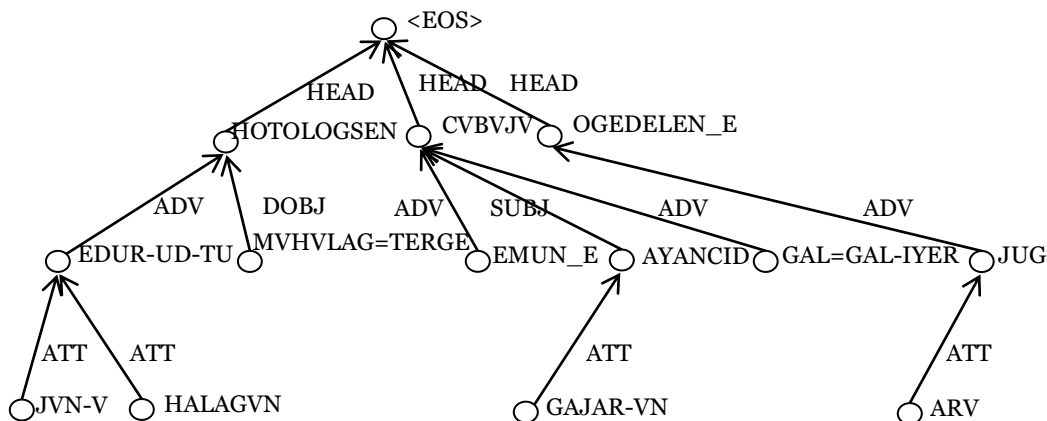 <EOS>
HEAD HEAD HEAD
HOTOLOGSEN CVBVJV OGEDELEN_E
ADV DOBJ ADV SUBJ ADV ADV
EDUR-UD-TU MVHVLAG=TERGE EMUN_E AYANCID GAL=GAL-IYER JUG
ATT ATT ATT ATT
JVN-V HALAGVN GAJAR-VN ARV